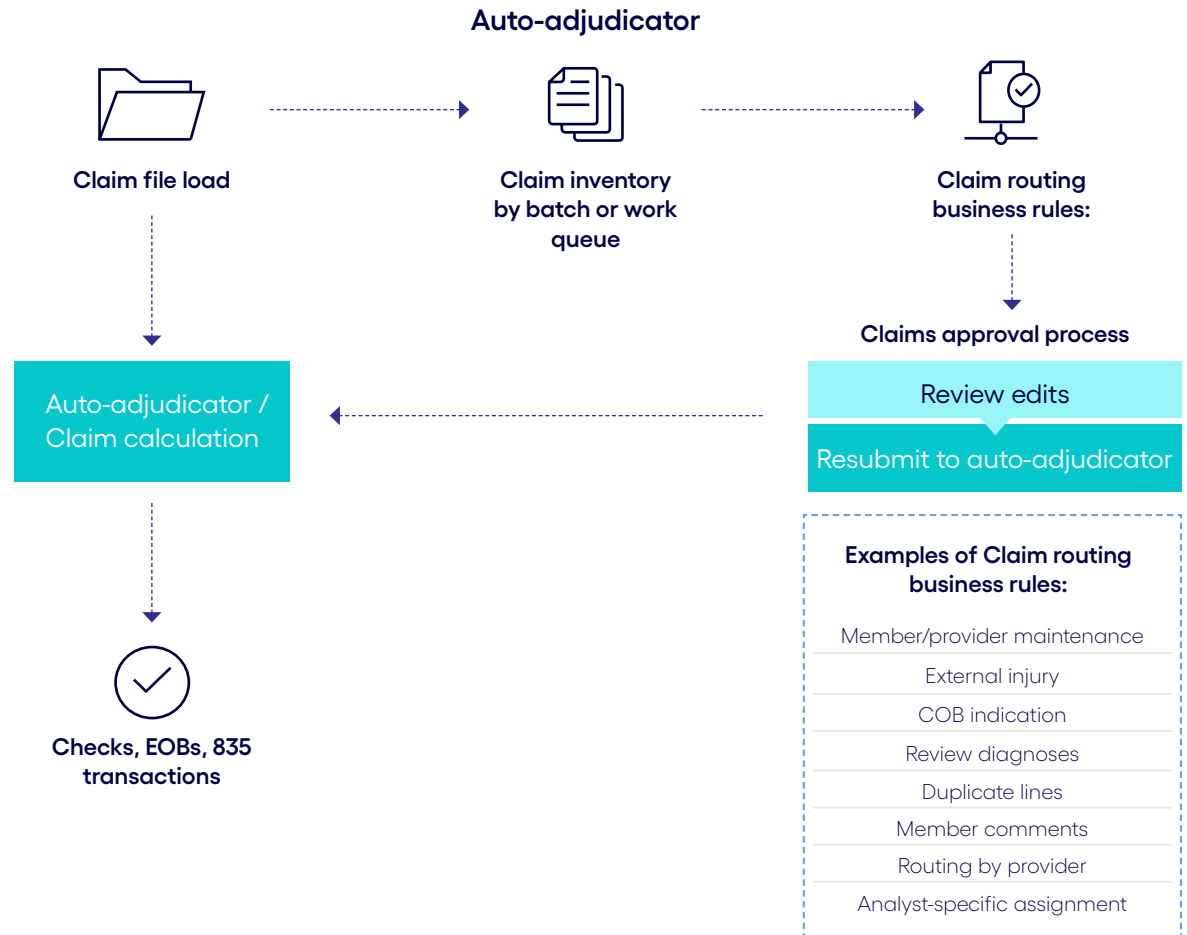 Auto-adjudicator
Claim file load
Claim inventory
by batch or work
queue
Claim routing
business rules:
Claims approval process
Auto-adjudicator /
Claim calculation
Review edits
Resubmit to auto-adjudicator
Checks, EOBs, 835
transactions
Examples of Claim routing
business rules:
Member/provider maintenance
External injury
COB indication
Review diagnoses
Duplicate lines
Member comments
Routing by provider
Analyst-specific assignment